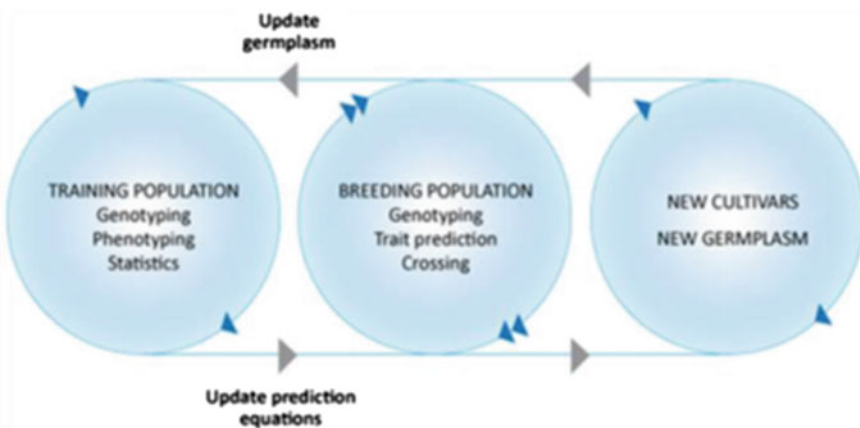 Update
germplasm
TRAINING POPULATION
Genotyping
Phenotyping
Statistics
BREEDING POPULATION
Genotyping
Trait prediction
Crossing
NEW CULTIVARS
NEW GERMPLASM
Update prediction
equations